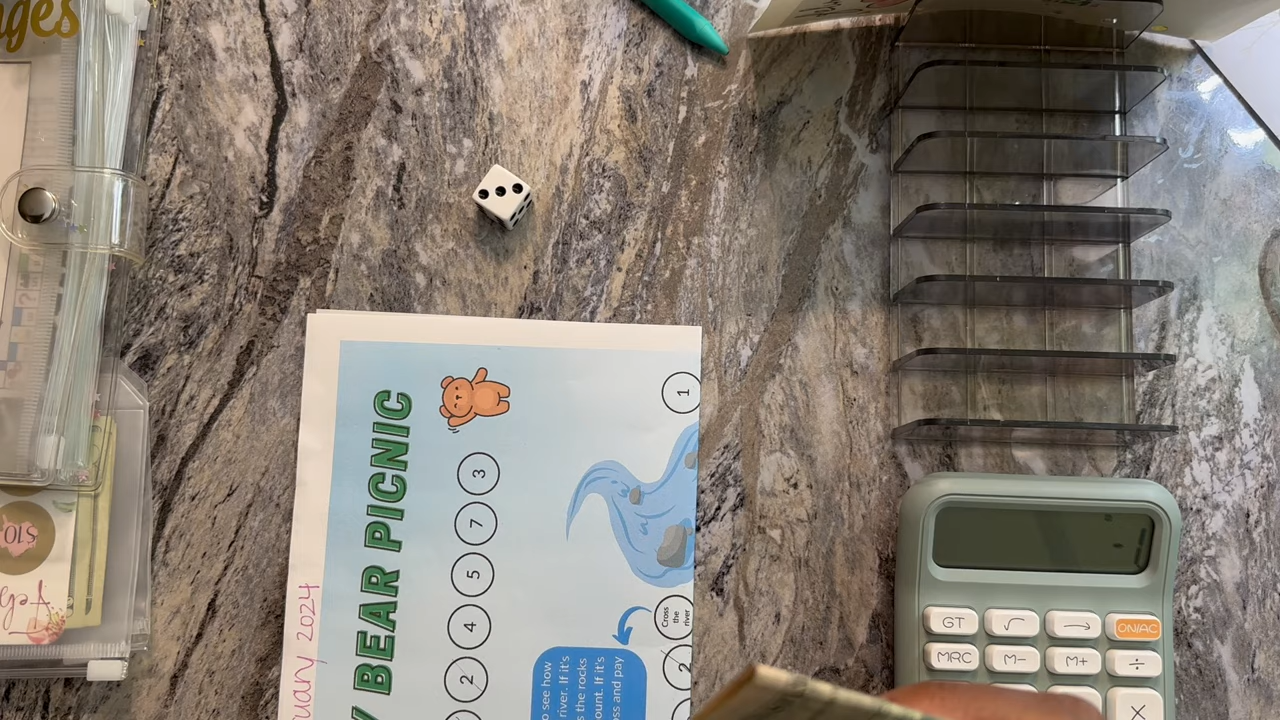 ges
$10
Feb
uary 2024
Y BEAR PICNIC
2
4
5
7
3
o see how
river. If it's
s the rocks
ount. If it's
oss and pay
Cross
the
river
2
1
GT
√
→
ON/AC
MRC
M-
M+
÷
X